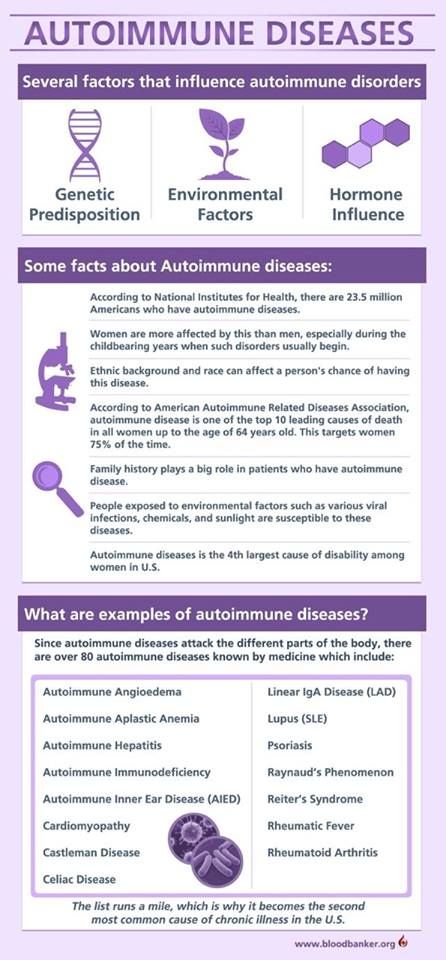 AUTOIMMUNE DISEASES
Several factors that influence autoimmune disorders
Genetic
Predisposition
Environmental
Factors
Hormone
Influence
Some facts about Autoimmune diseases:
According to National Institutes for Health, there are 23.5 million
Americans who have autoimmune diseases.
Women are more affected by this than men, especially during the
childbearing years when such disorders usually begin.
Ethnic background and race can affect a person's chance of having
this disease.
According to American Autoimmune Related Diseases Association,
autoimmune disease is one of the top 10 leading causes of death
in all women up to the age of 64 years old. This targets women
75% of the time.
Family history plays a big role in patients who have autoimmune
disease.
People exposed to environmental factors such as various viral
infections, chemicals, and sunlight are susceptible to these
diseases.
Autoimmune diseases is the 4th largest cause of disability among
women in U.S.
What are examples of autoimmune diseases?
Since autoimmune diseases attack the different parts of the body, there
are over 80 autoimmune diseases known by medicine which include:
Autoimmune Angioedema
Autoimmune Aplastic Anemia
Autoimmune Hepatitis
Autoimmune Immunodeficiency
Autoimmune Inner Ear Disease (AIED)
Cardiomyopathy
Castleman Disease
Celiac Disease
Linear IgA Disease (LAD)
Lupus (SLE)
Psoriasis
Raynaud's Phenomenon
Reiter's Syndrome
Rheumatic Fever
Rheumatoid Arthritis
The list runs a mile, which is why it becomes the second
most common cause of chronic illness in the U.S.
www.bloodbanker.org